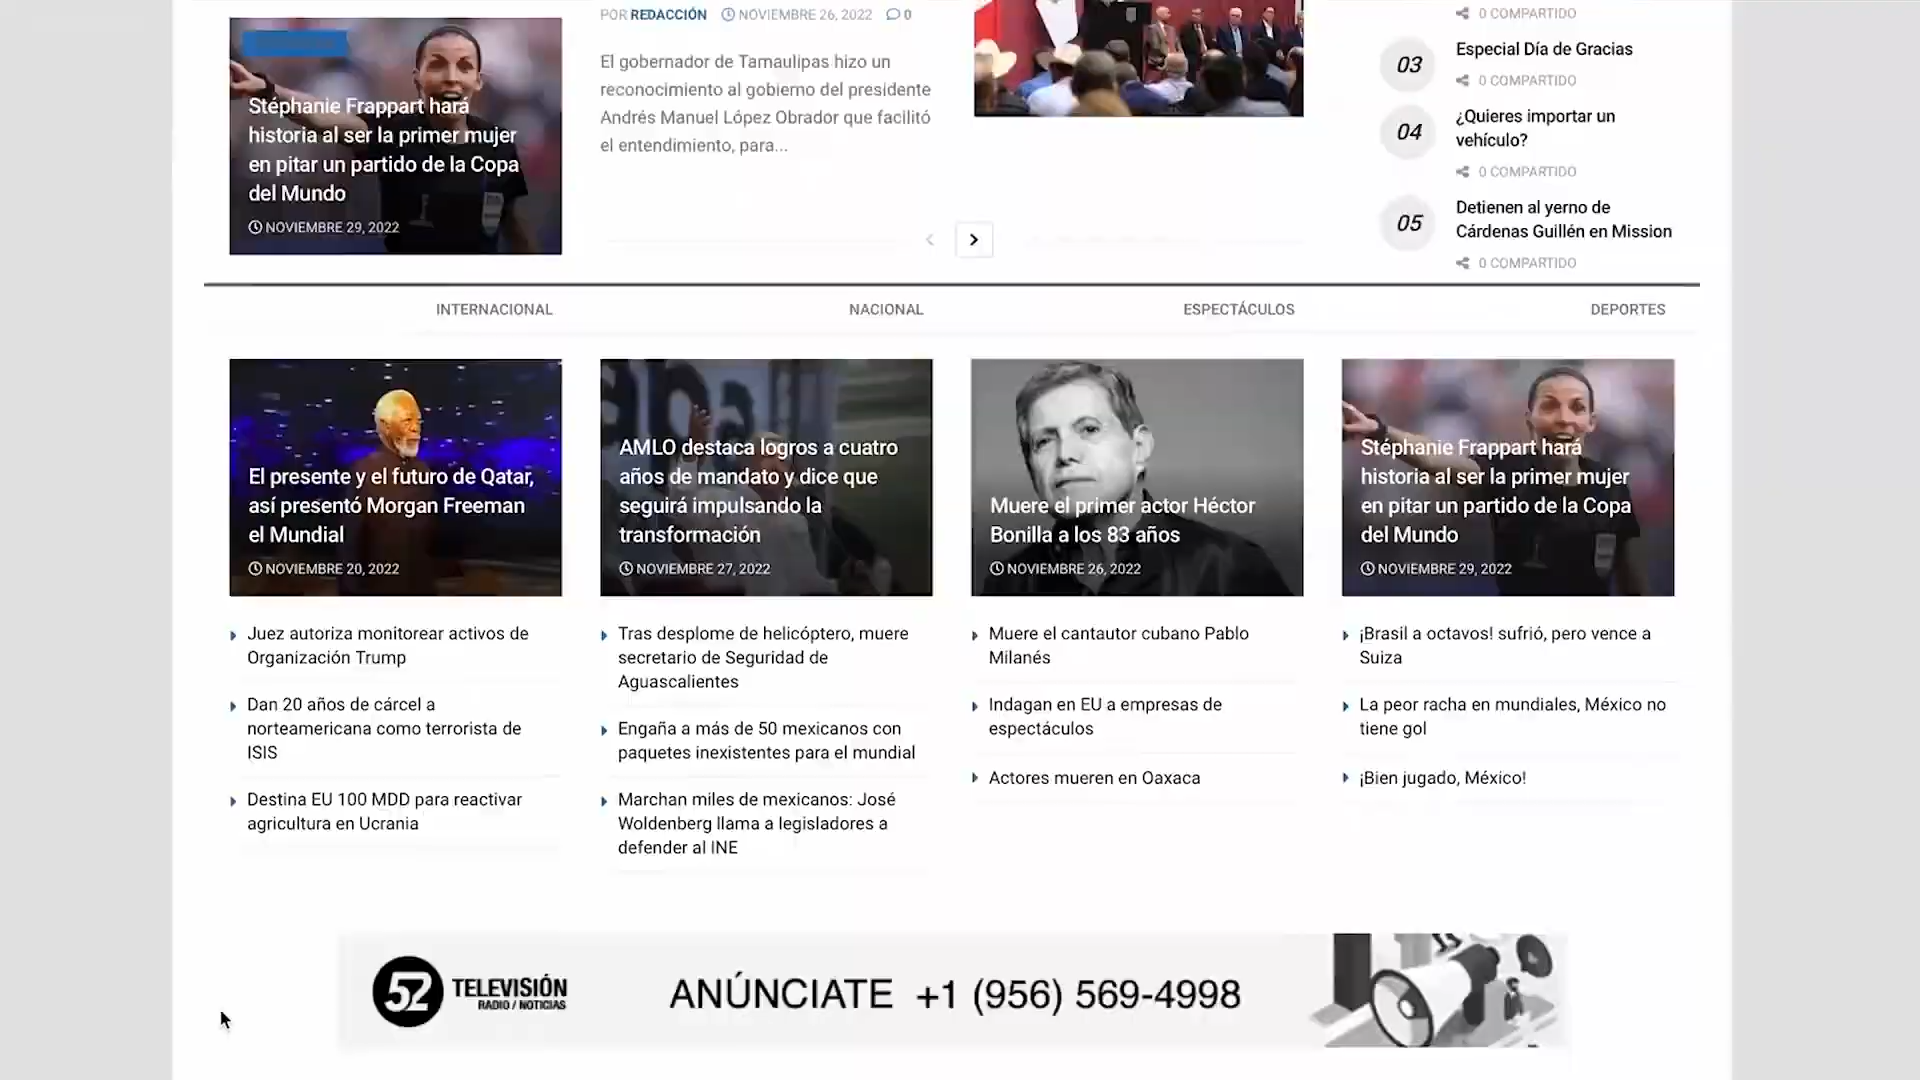 Stéphanie Frappart hará
historia al ser la primer mujer
en pitar un partido de la Copa
del Mundo
NOVIEMBRE 29, 2022
POR REDACCIÓN NOVIEMBRE 26, 2022 0
El gobernador de Tamaulipas hizo un
reconocimiento al gobierno del presidente
Andrés Manuel López Obrador que facilitó
el entendimiento, para...
0 COMPARTIDO
03
Especial Día de Gracias
0 COMPARTIDO
04
¿Quieres importar un
vehículo?
0 COMPARTIDO
05
Detienen al yerno de
Cárdenas Guillén en Mission
0 COMPARTIDO
INTERNACIONAL
NACIONAL
ESPECTÁCULOS
DEPORTES
El presente y el futuro de Qatar,
así presentó Morgan Freeman
el Mundial
NOVIEMBRE 20, 2022
Juez autoriza monitorear activos de
Organización Trump
Dan 20 años de cárcel a
norteamericana como terrorista de
ISIS
Destina EU 100 MDD para reactivar
agricultura en Ucrania
AMLO destaca logros a cuatro
años de mandato y dice que
seguirá impulsando la
transformación
NOVIEMBRE 27, 2022
Tras desplome de helicóptero, muere
secretario de Seguridad de
Aguascalientes
Engaña a más de 50 mexicanos con
paquetes inexistentes para el mundial
Marchan miles de mexicanos: José
Woldenberg llama a legisladores a
defender al INE
Muere el primer actor Héctor
Bonilla a los 83 años
NOVIEMBRE 26, 2022
Muere el cantautor cubano Pablo
Milanés
Indagan en EU a empresas de
espectáculos
Actores mueren en Oaxaca
Stéphanie Frappart hará
historia al ser la primer mujer
en pitar un partido de la Copa
del Mundo
NOVIEMBRE 29, 2022
¡Brasil a octavos! sufrió, pero vence a
Suiza
La peor racha en mundiales, México no
tiene gol
¡Bien jugado, México!
52 TELEVISIÓN
RADIO / NOTICIAS
ANÚNCIATE +1 (956) 569-4998